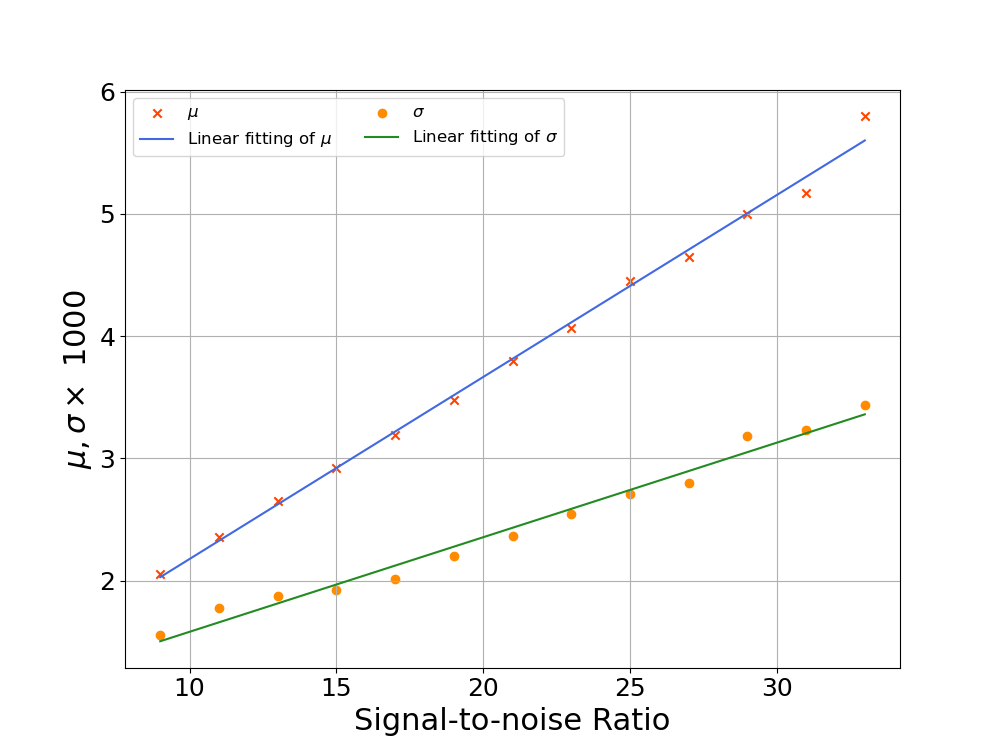 μ
Linear fitting of μ
σ
Linear fitting of σ
6
5
4
3
2
μ, σ × 1000
10 15 20 25 30
Signal-to-noise Ratio